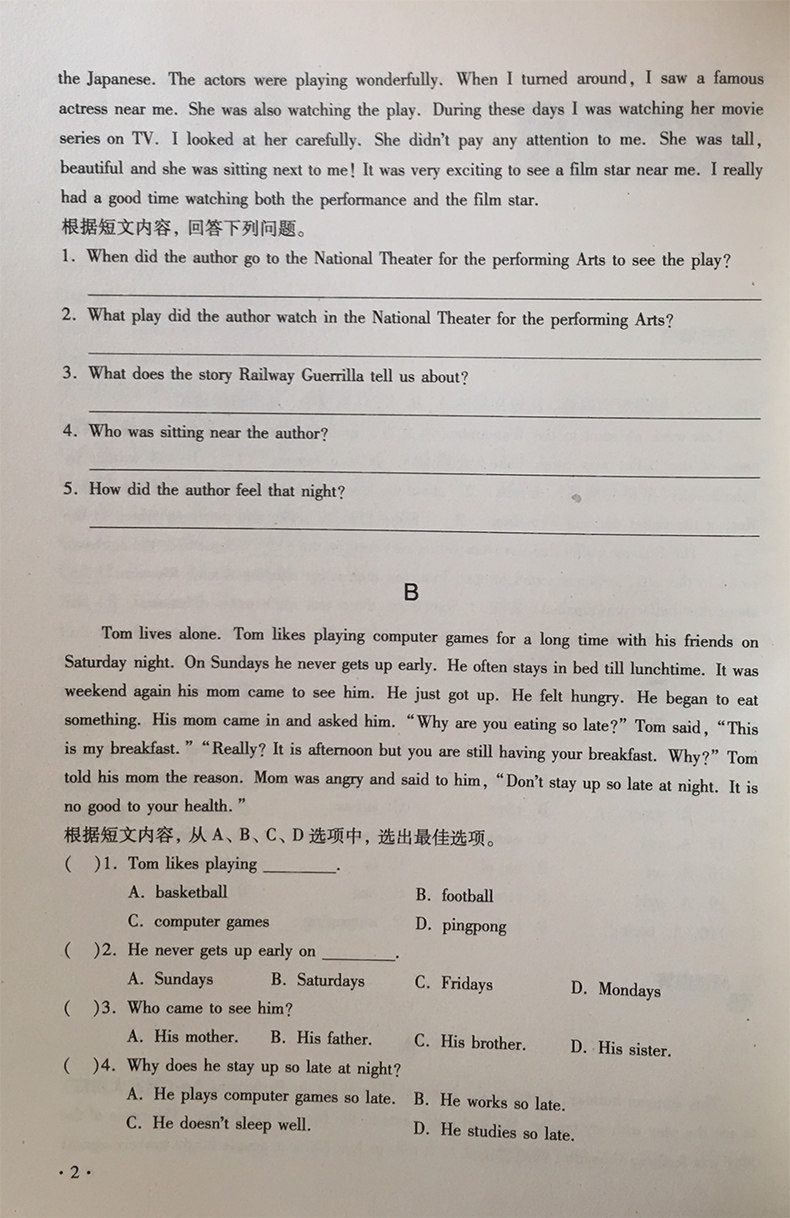 the Japanese. The actors were playing wonderfully. When I turned around, I saw a famous
actress near me. She was also watching the play. During these days I was watching her movie
series on TV. I looked at her carefully. She didn't pay any attention to me. She was tall,
beautiful and she was sitting next to me! It was very exciting to see a film star near me. I really
had a good time watching both the performance and the film star.
根据短文内容，回答下列问题。
1. When did the author go to the National Theater for the performing Arts to see the play?
2. What play did the author watch in the National Theater for the performing Arts?
3. What does the story Railway Guerrilla tell us about?
4. Who was sitting near the author?
5. How did the author feel that night?
B
Tom lives alone. Tom likes playing computer games for a long time with his friends on
Saturday night. On Sundays he never gets up early. He often stays in bed till lunchtime. It was
weekend again his mom came to see him. He just got up. He felt hungry. He began to eat
something. His mom came in and asked him. "Why are you eating so late?" Tom said, "This
is my breakfast." "Really? It is afternoon but you are still having your breakfast. Why?" Tom
told his mom the reason. Mom was angry and said to him, "Don't stay up so late at night. It is
no good to your health."
根据短文内容，从 A、B、C、D 选项中，选出最佳选项。
( )1. Tom likes playing ________.
A. basketball B. football
C. computer games D. pingpong
( )2. He never gets up early on ________.
A. Sundays B. Saturdays C. Fridays D. Mondays
( )3. Who came to see him?
A. His mother. B. His father. C. His brother. D. His sister.
( )4. Why does he stay up so late at night?
A. He plays computer games so late. B. He works so late.
C. He doesn't sleep well. D. He studies so late.
· 2 ·